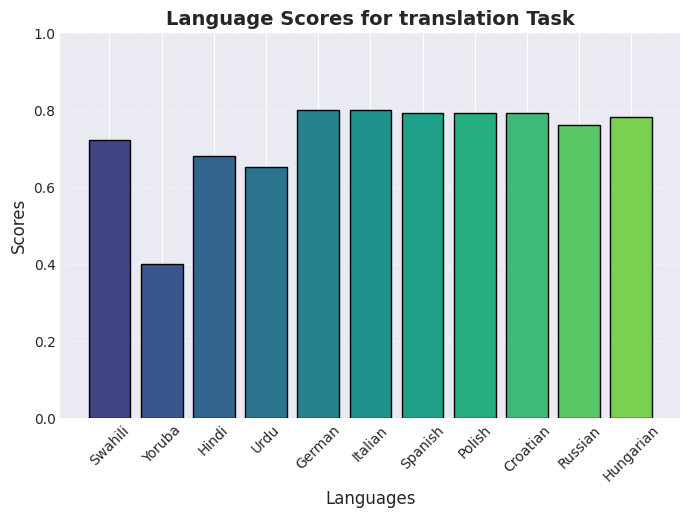 Language Scores for translation Task
1.0
0.8
0.6
0.4
0.2
0.0
Scores
Swahili
Yoruba
Hindi
Urdu
German
Italian
Spanish
Polish
Croatian
Russian
Hungarian
Languages